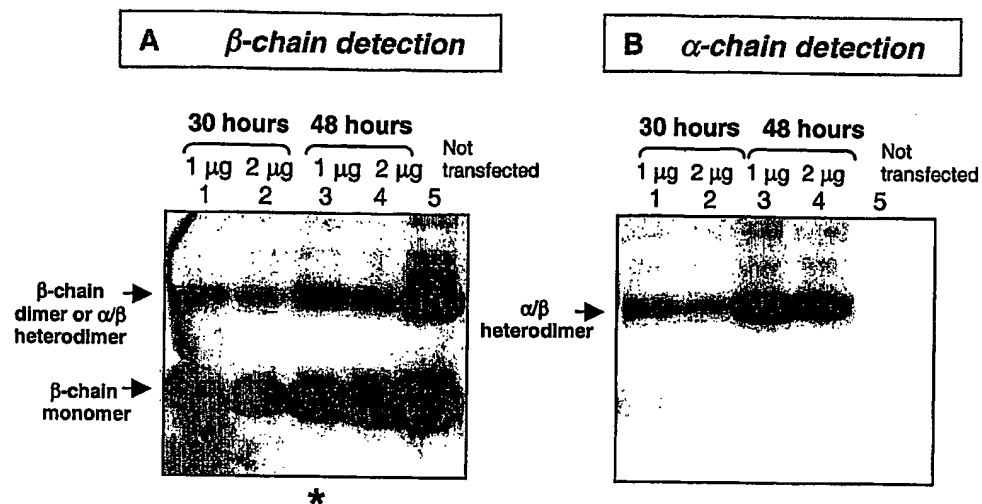 A β-chain detection
30 hours 48 hours
Not
transfected
1 µg 2 µg 1 µg 2 µg
1 2 3 4 5
β-chain
dimer or α/β
heterodimer
β-chain
monomer
*
B α-chain detection
30 hours 48 hours
Not
transfected
1 µg 2 µg 1 µg 2 µg
1 2 3 4 5
α/β
heterodimer